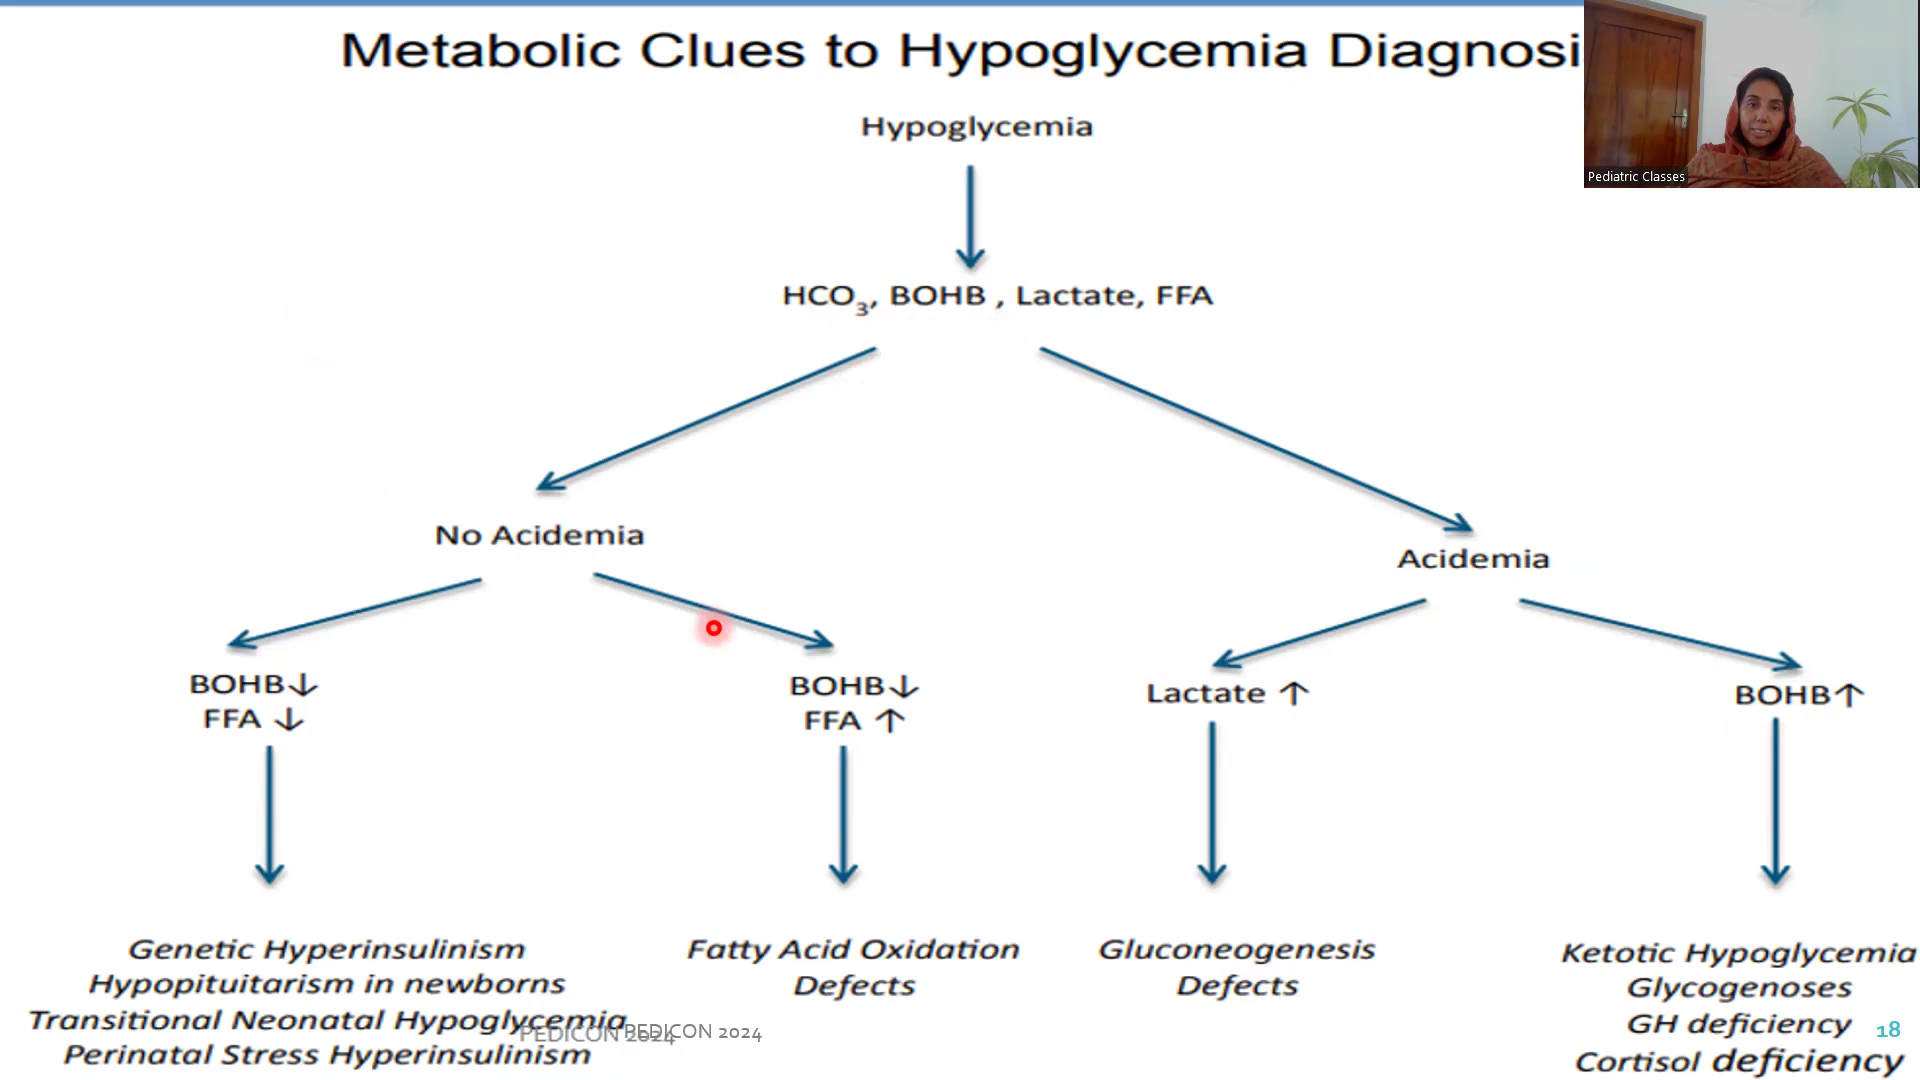 Metabolic Clues to Hypoglycemia Diagnosi
Pediatric Classes
Hypoglycemia
HCO3, BOHB , Lactate, FFA
No Acidemia
Acidemia
BOHB↓
FFA ↓
BOHB↓
FFA ↑
Lactate ↑
BOHB↑
Genetic Hyperinsulinism
Hypopituitarism in newborns
Transitional Neonatal Hypoglycemia
Perinatal Stress Hyperinsulinism
Fatty Acid Oxidation
Defects
Gluconeogenesis
Defects
Ketotic Hypoglycemia
Glycogenoses
GH deficiency
Cortisol deficiency
PEDICON 2024
PEDICON 2024
18